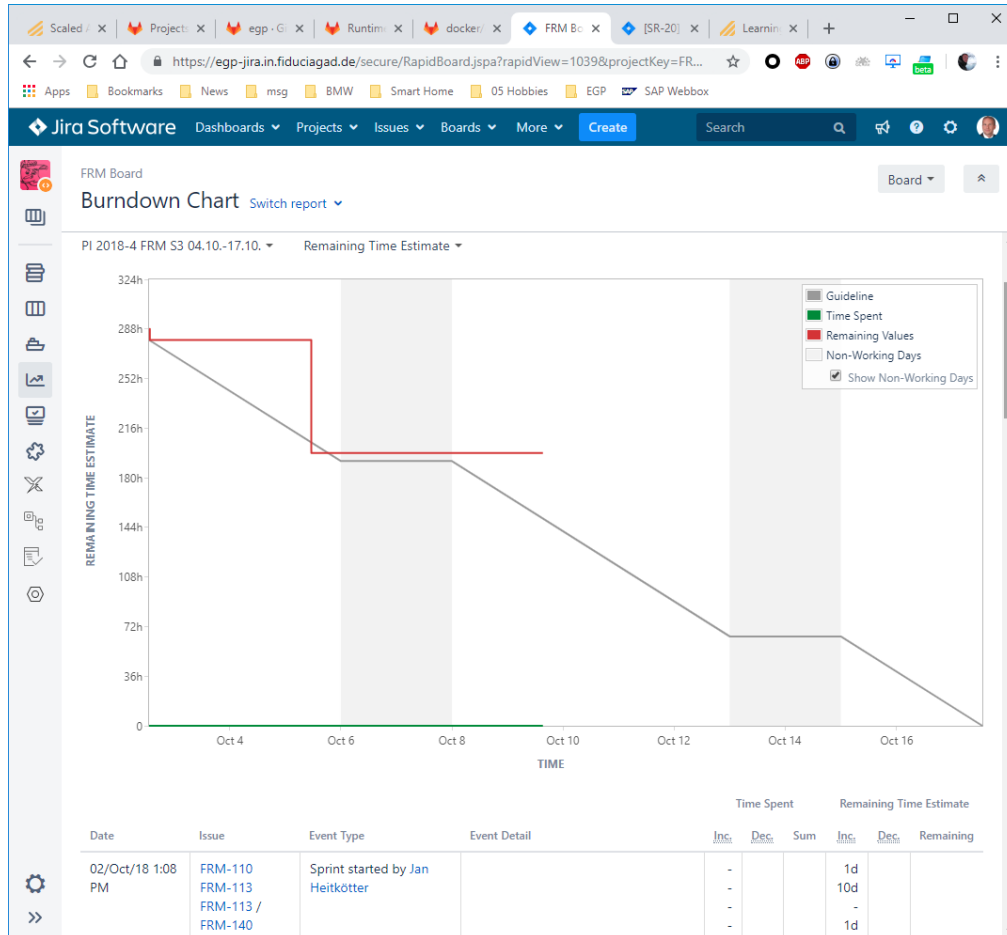 Scaled A
Projects
egp · Gi
Runtime
docker/
FRM Bo
[SR-20]
Learning
https://egp-jira.in.fiduciagad.de/secure/RapidBoard.jspa?rapidView=1039&projectKey=FR...
ABP
beta
Apps Bookmarks News msg BMW Smart Home 05 Hobbies EGP SAP SAP Webbox
Jira Software Dashboards Projects Issues Boards More Create Search
FRM Board
Board
Burndown Chart Switch report
PI 2018-4 FRM S3 04.10.-17.10. Remaining Time Estimate
324h
288h
252h
216h
180h
144h
108h
72h
36h
0
REMAINING TIME ESTIMATE
Guideline
Time Spent
Remaining Values
Non-Working Days
Show Non-Working Days
Oct 4 Oct 6 Oct 8 Oct 10 Oct 12 Oct 14 Oct 16
TIME
Time Spent Remaining Time Estimate
Date Issue Event Type Event Detail Inc. Dec. Sum Inc. Dec. Remaining
02/Oct/18 1:08 FRM-110 Sprint started by Jan - 1d
PM FRM-113 Heitkötter - 10d
FRM-113 / - -
FRM-140 - 1d